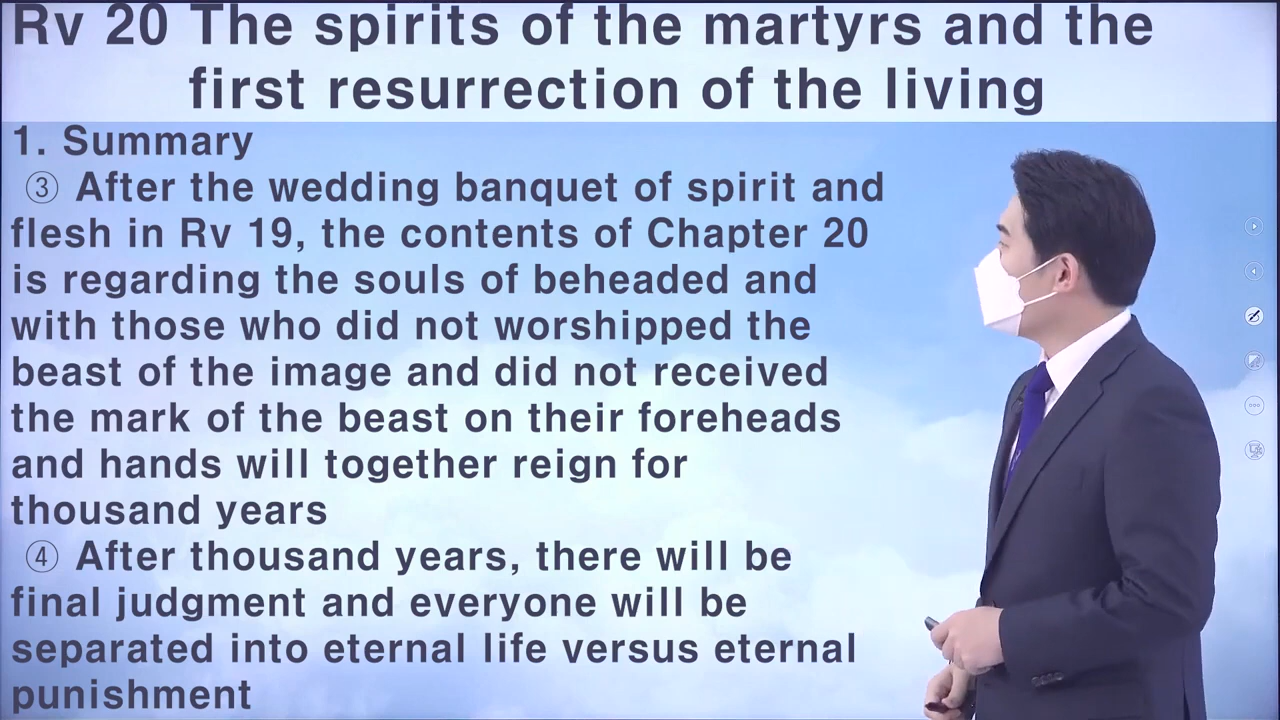 Rv 20 The spirits of the martyrs and the
first resurrection of the living
1. Summary
③ After the wedding banquet of spirit and
flesh in Rv 19, the contents of Chapter 20
is regarding the souls of beheaded and
with those who did not worshipped the
beast of the image and did not received
the mark of the beast on their foreheads
and hands will together reign for
thousand years
④ After thousand years, there will be
final judgment and everyone will be
separated into eternal life versus eternal
punishment